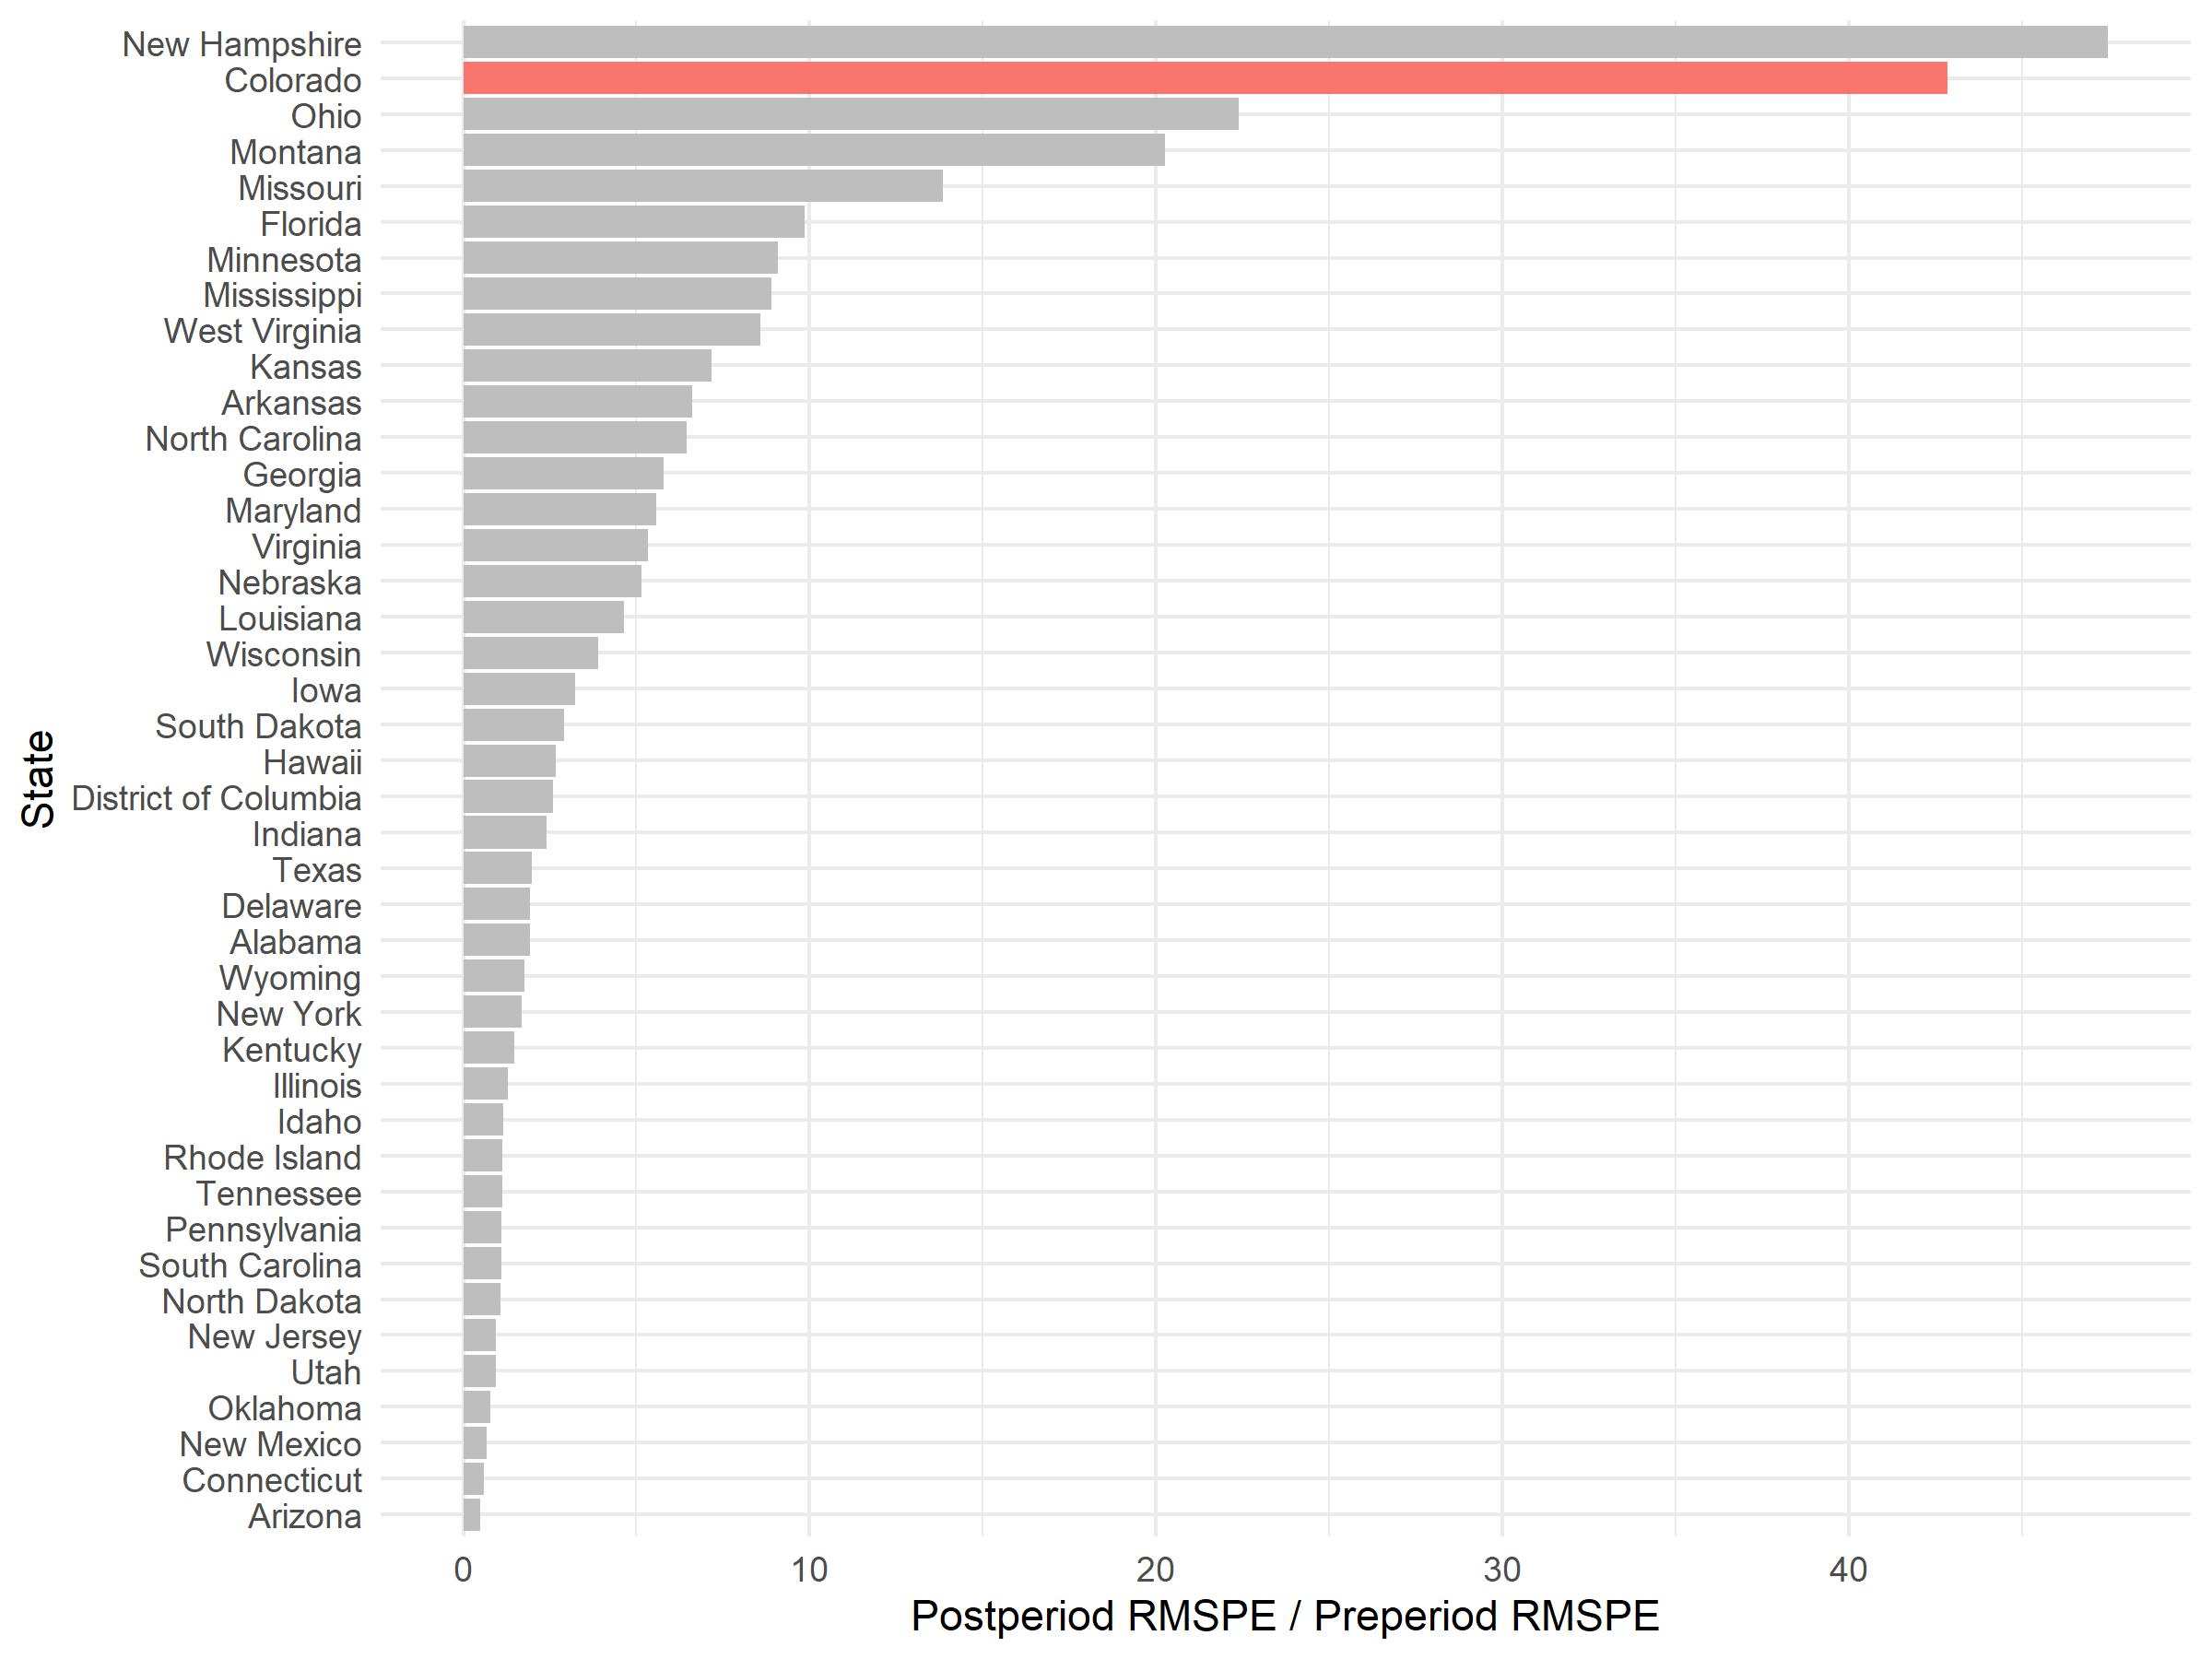 New Hampshire
Colorado
Ohio
Montana
Missouri
Florida
Minnesota
Mississippi
West Virginia
Kansas
Arkansas
North Carolina
Georgia
Maryland
Virginia
Nebraska
Louisiana
Wisconsin
Iowa
South Dakota
Hawaii
District of Columbia
Indiana
Texas
Delaware
Alabama
Wyoming
New York
Kentucky
Illinois
Idaho
Rhode Island
Tennessee
Pennsylvania
South Carolina
North Dakota
New Jersey
Utah
Oklahoma
New Mexico
Connecticut
Arizona
State
0 10 20 30 40
Postperiod RMSPE / Preperiod RMSPE